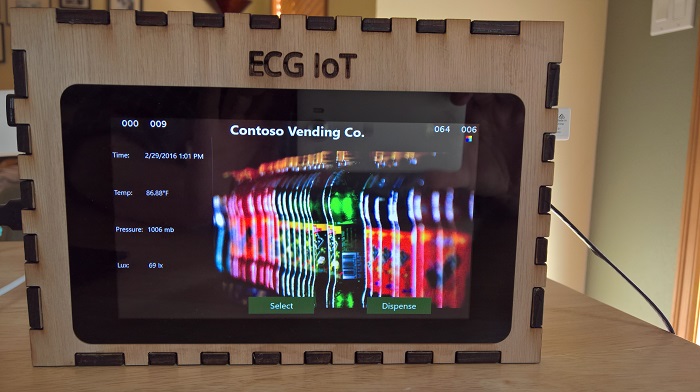 ECG IoT
000 009
Contoso Vending Co.
064 006
Time: 2/29/2016 1:01 PM
Temp: 86.88°F
Pressure: 1006 mb
Lux: 69 lx
Select
Dispense